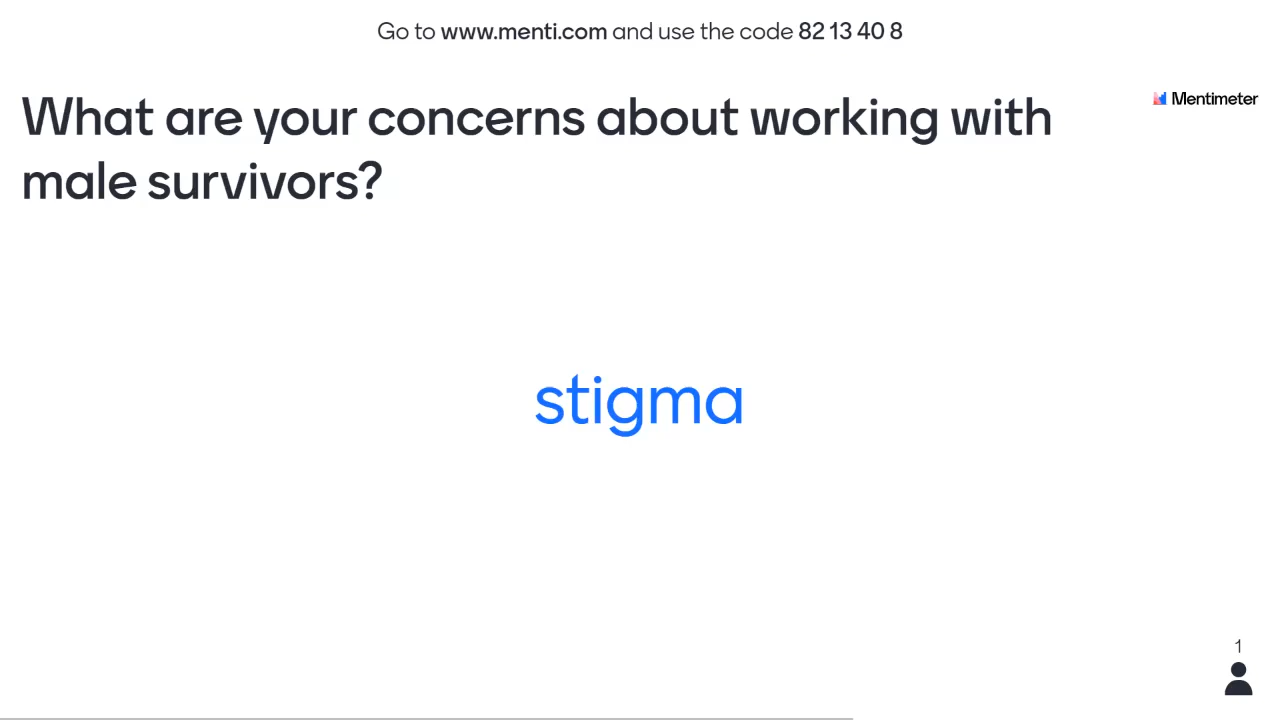 Go to www.menti.com and use the code 82 13 40 8
Mentimeter
What are your concerns about working with
male survivors?
stigma
1